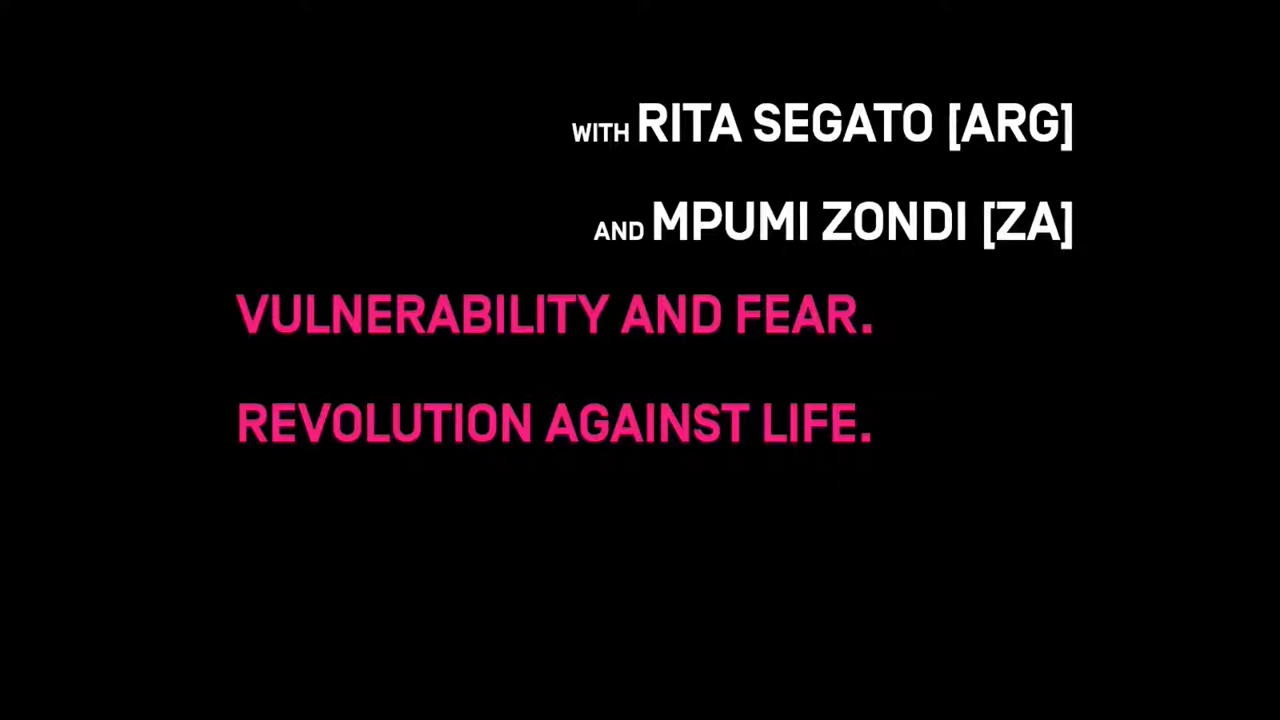 WITH RITA SEGATO [ARG]
AND MPUMI ZONDI [ZA]
VULNERABILITY AND FEAR.
REVOLUTION AGAINST LIFE.